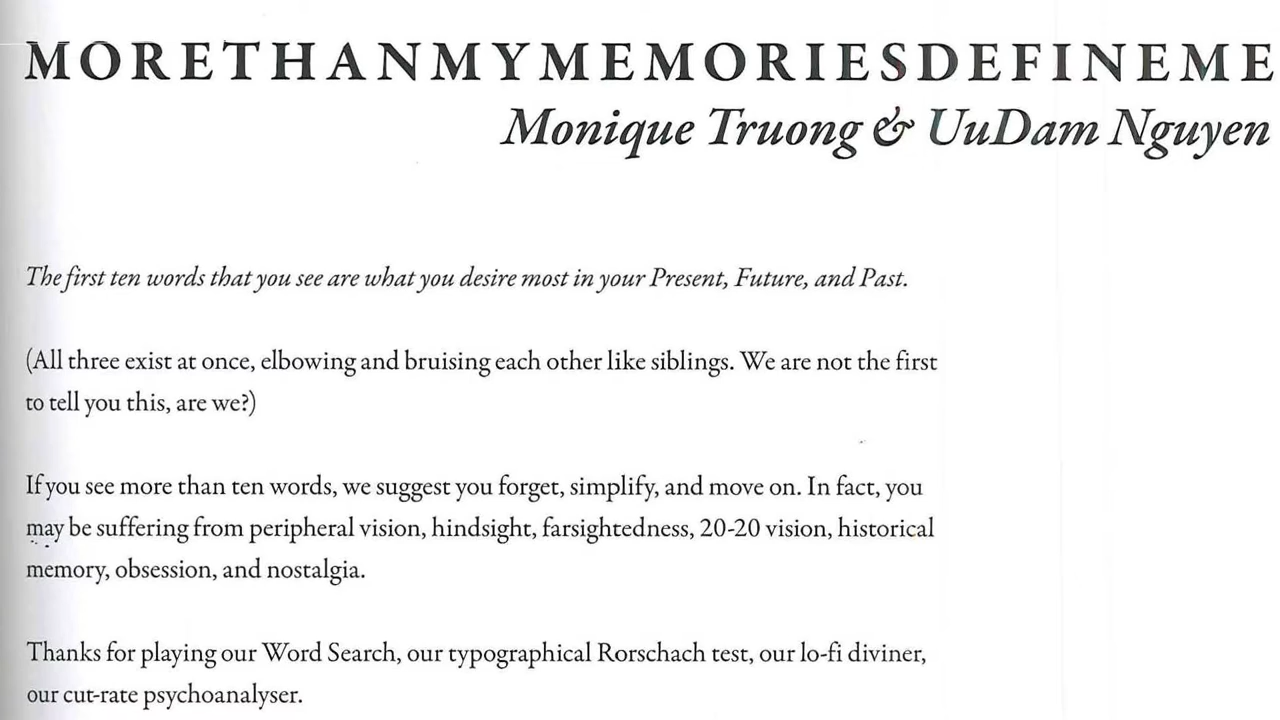 MORETHANMYMEMORIESDEFINEME
Monique Truong & UuDam Nguyen
The first ten words that you see are what you desire most in your Present, Future, and Past.
(All three exist at once, elbowing and bruising each other like siblings. We are not the first
to tell you this, are we?)
If you see more than ten words, we suggest you forget, simplify, and move on. In fact, you
may be suffering from peripheral vision, hindsight, farsightedness, 20-20 vision, historical
memory, obsession, and nostalgia.
Thanks for playing our Word Search, our typographical Rorschach test, our lo-fi diviner,
our cut-rate psychoanalyser.